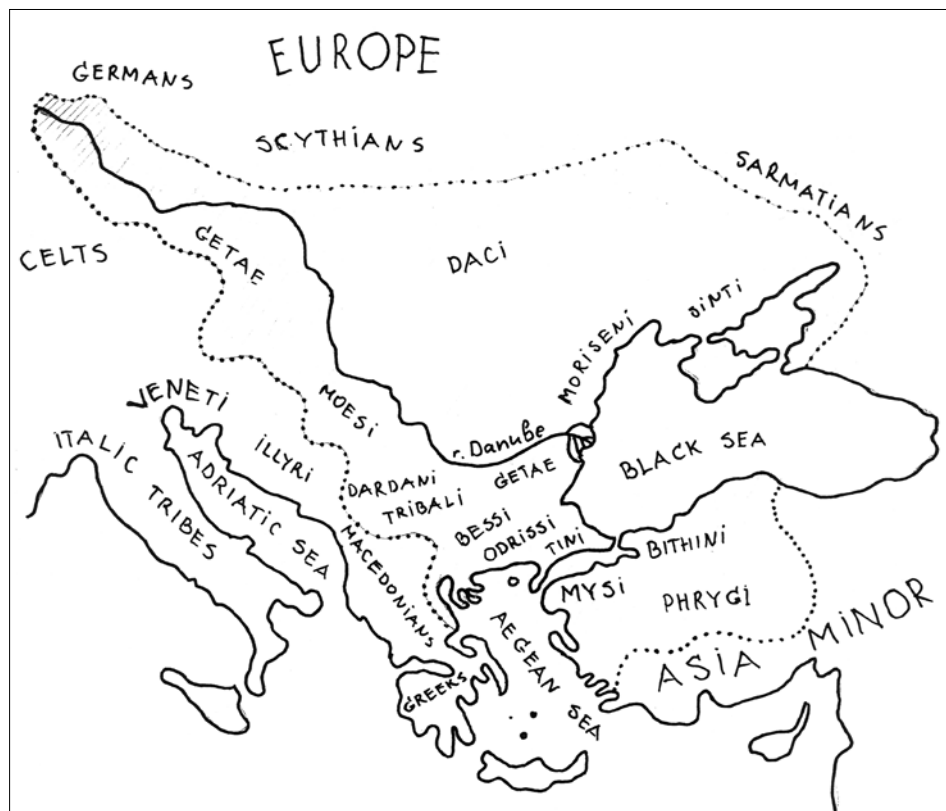 EUROPE
GERMANS
SCYTHIANS
SARMATIANS
CELTS
GETAE
DACI
SINTI
MORISENI
VENETI
MOESI
ITALIC
TRIBES
ILLYRI
ADRIATIC SEA
r. Danube
BLACK SEA
DARDANI
GETAE
TRIBALI
BESSI
ODRISSI
TINI
MACEDONIANS
BITHINI
MYSI
PHRYGI
AEGEAN
SEA
ASIA MINOR
GREEKS